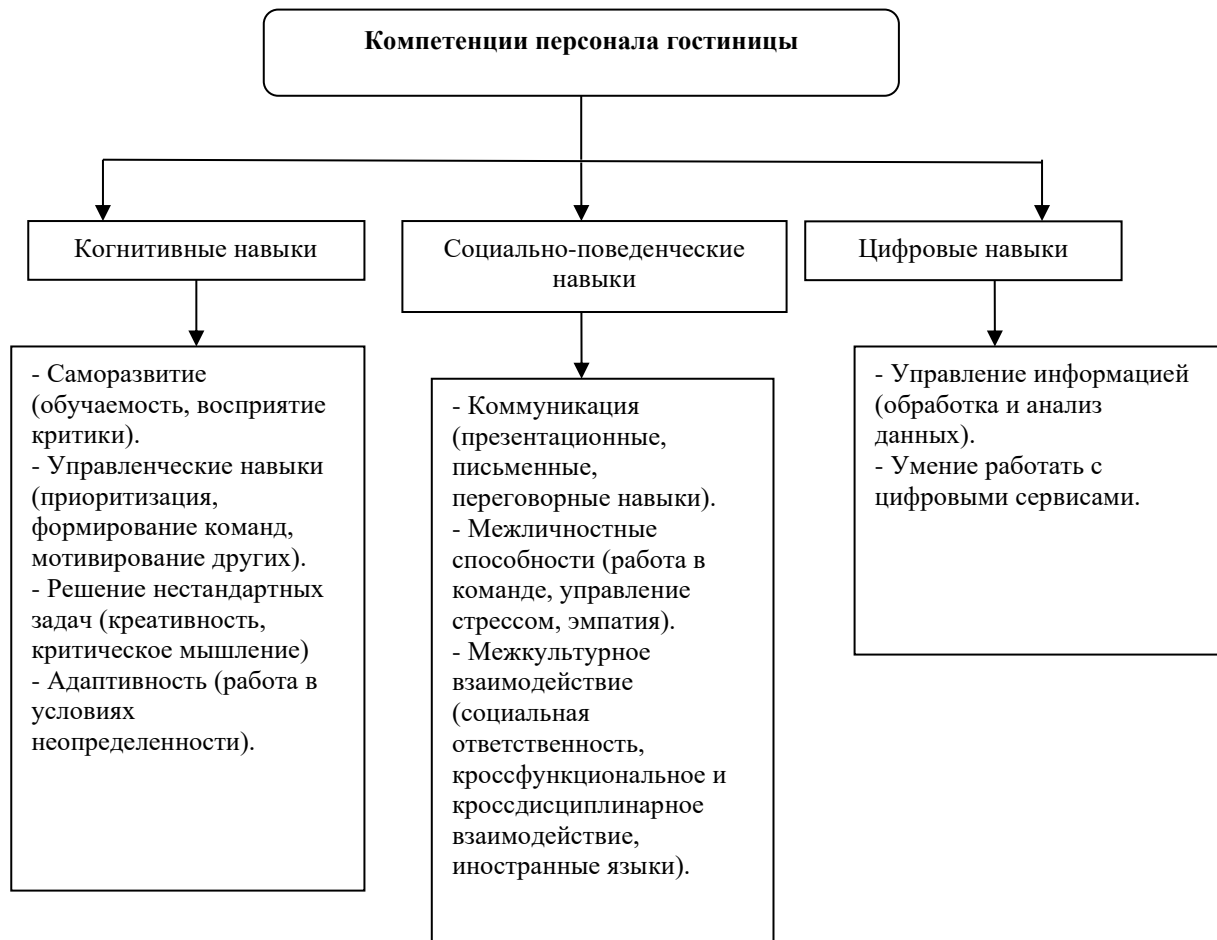 Компетенции персонала гостиницы
Когнитивные навыки
Социально-поведенческие
навыки
Цифровые навыки
- Саморазвитие
(обучаемость, восприятие
критики).
- Управленческие навыки
(приоритизация,
формирование команд,
мотивирование других).
- Решение нестандартных
задач (креативность,
критическое мышление)
- Адаптивность (работа в
условиях
неопределенности).
- Коммуникация
(презентационные,
письменные,
переговорные навыки).
- Межличностные
способности (работа в
команде, управление
стрессом, эмпатия).
- Межкультурное
взаимодействие
(социальная
ответственность,
кроссфункциональное и
кроссдисциплинарное
взаимодействие,
иностранные языки).
- Управление информацией
(обработка и анализ
данных).
- Умение работать с
цифровыми сервисами.